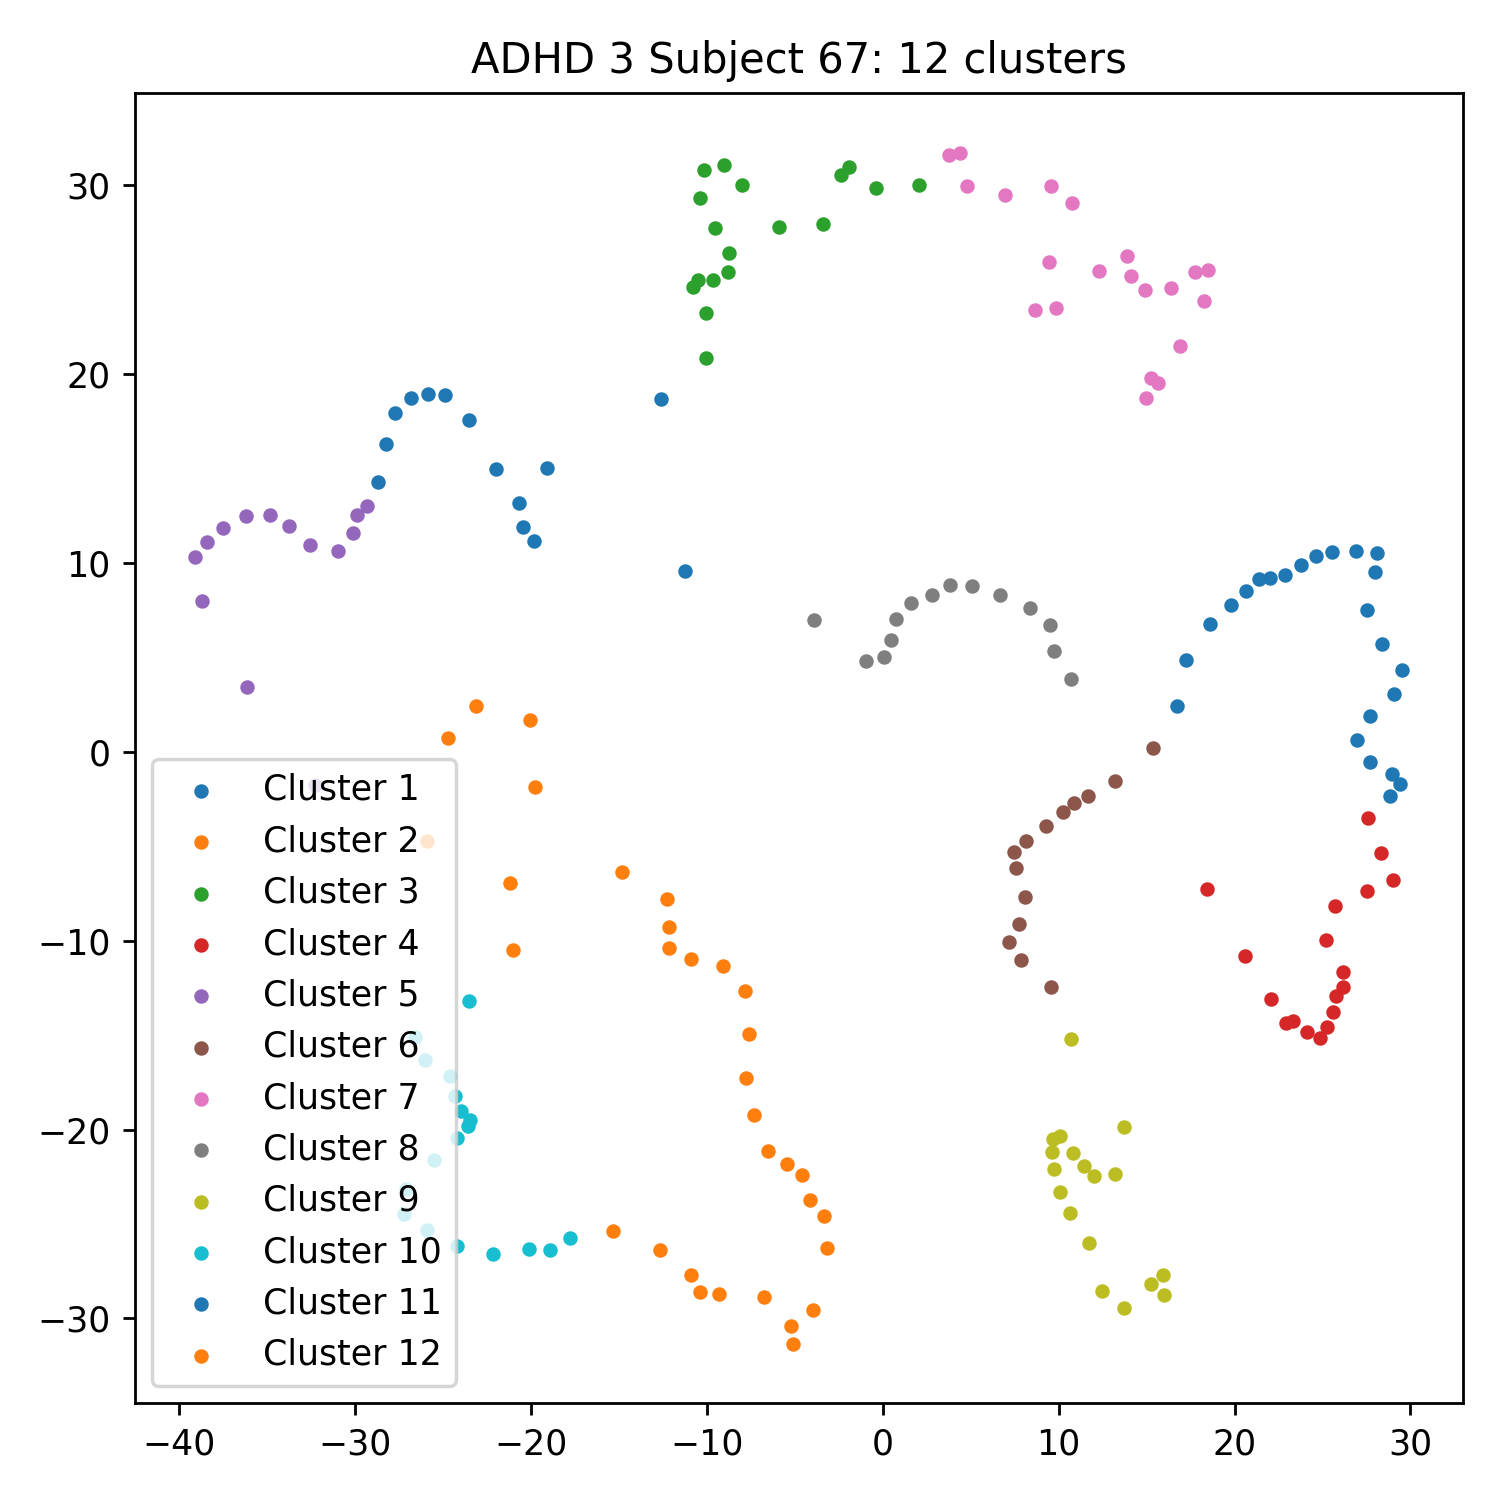 ADHD 3 Subject 67: 12 clusters
30
20
10
0
−10
−20
−30
Cluster 1
Cluster 2
Cluster 3
Cluster 4
Cluster 5
Cluster 6
Cluster 7
Cluster 8
Cluster 9
Cluster 10
Cluster 11
Cluster 12
−40 −30 −20 −10 0 10 20 30